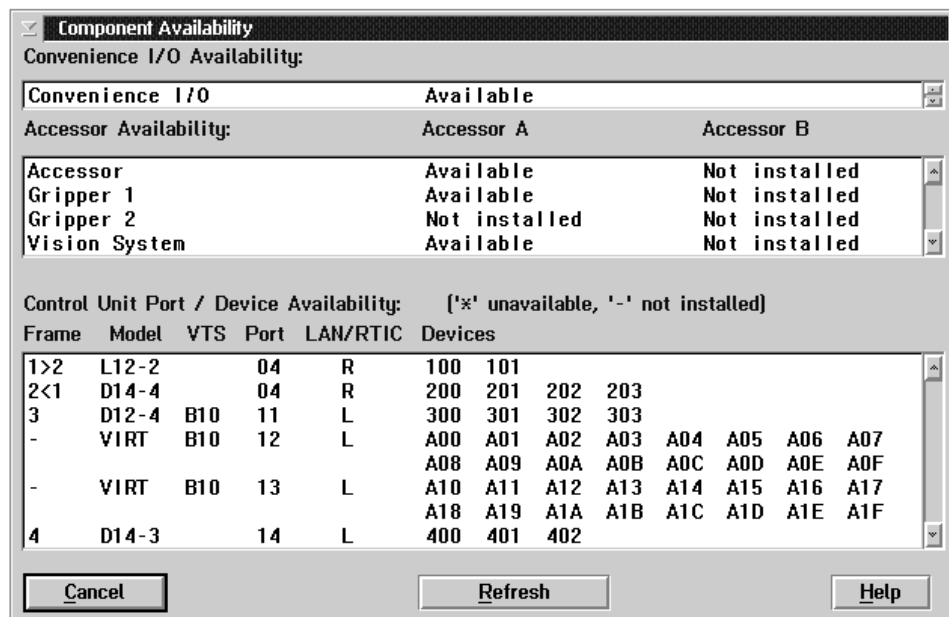 Component Availability
Convenience I/O Availability:
Convenience I/O Available
Accessor Availability: Accessor A Accessor B
Accessor Available Not installed
Gripper 1 Available Not installed
Gripper 2 Not installed Not installed
Vision System Available Not installed
Control Unit Port / Device Availability: ('*' unavailable, '-' not installed)
Frame Model VTS Port LAN/RTIC Devices
1>2 L12-2 04 R 100 101
2<1 D14-4 04 R 200 201 202 203
3 D12-4 B10 11 L 300 301 302 303
- VIRT B10 12 L A00 A01 A02 A03 A04 A05 A06 A07
A08 A09 A0A A0B A0C A0D A0E A0F
- VIRT B10 13 L A10 A11 A12 A13 A14 A15 A16 A17
A18 A19 A1A A1B A1C A1D A1E A1F
4 D14-3 14 L 400 401 402
Cancel Refresh Help